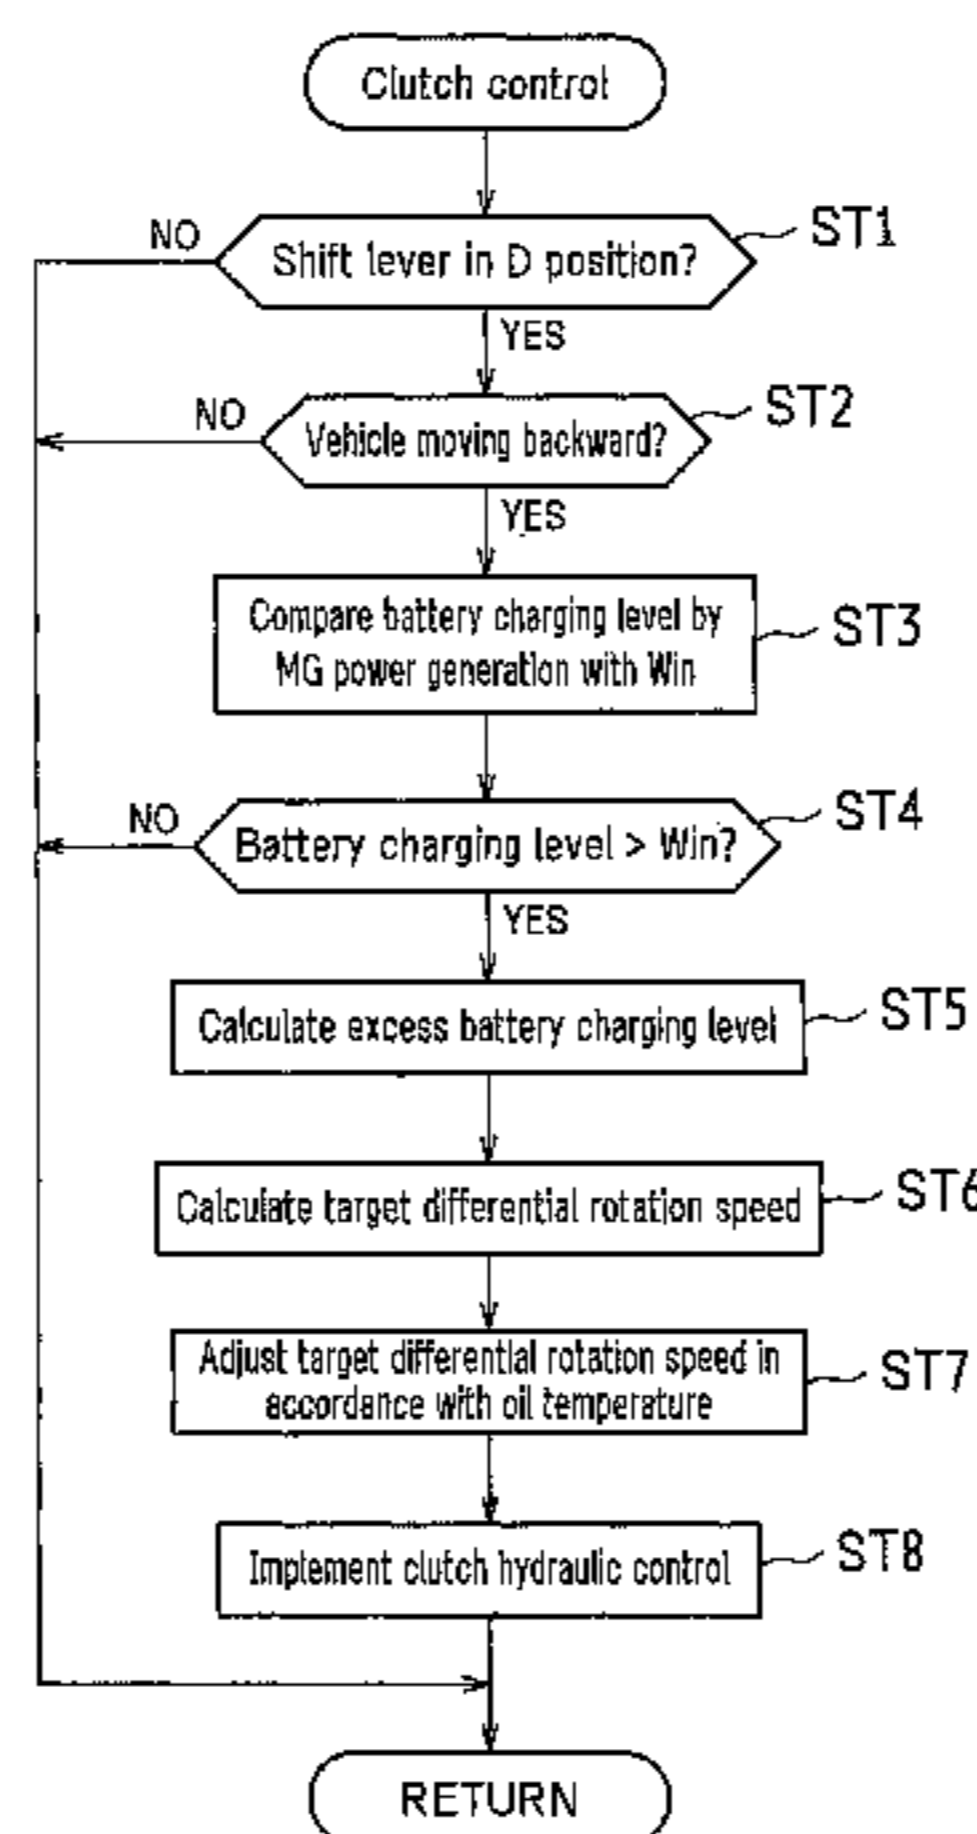 Clutch control
NO
Shift lever in D position?
ST1
YES
NO
Vehicle moving backward?
ST2
YES
Compare battery charging level by
MG power generation with Win
ST3
NO
Battery charging level > Win?
ST4
YES
Calculate excess battery charging level
ST5
Calculate target differential rotation speed
ST6
Adjust target differential rotation speed in
accordance with oil temperature
ST7
Implement clutch hydraulic control
ST8
RETURN